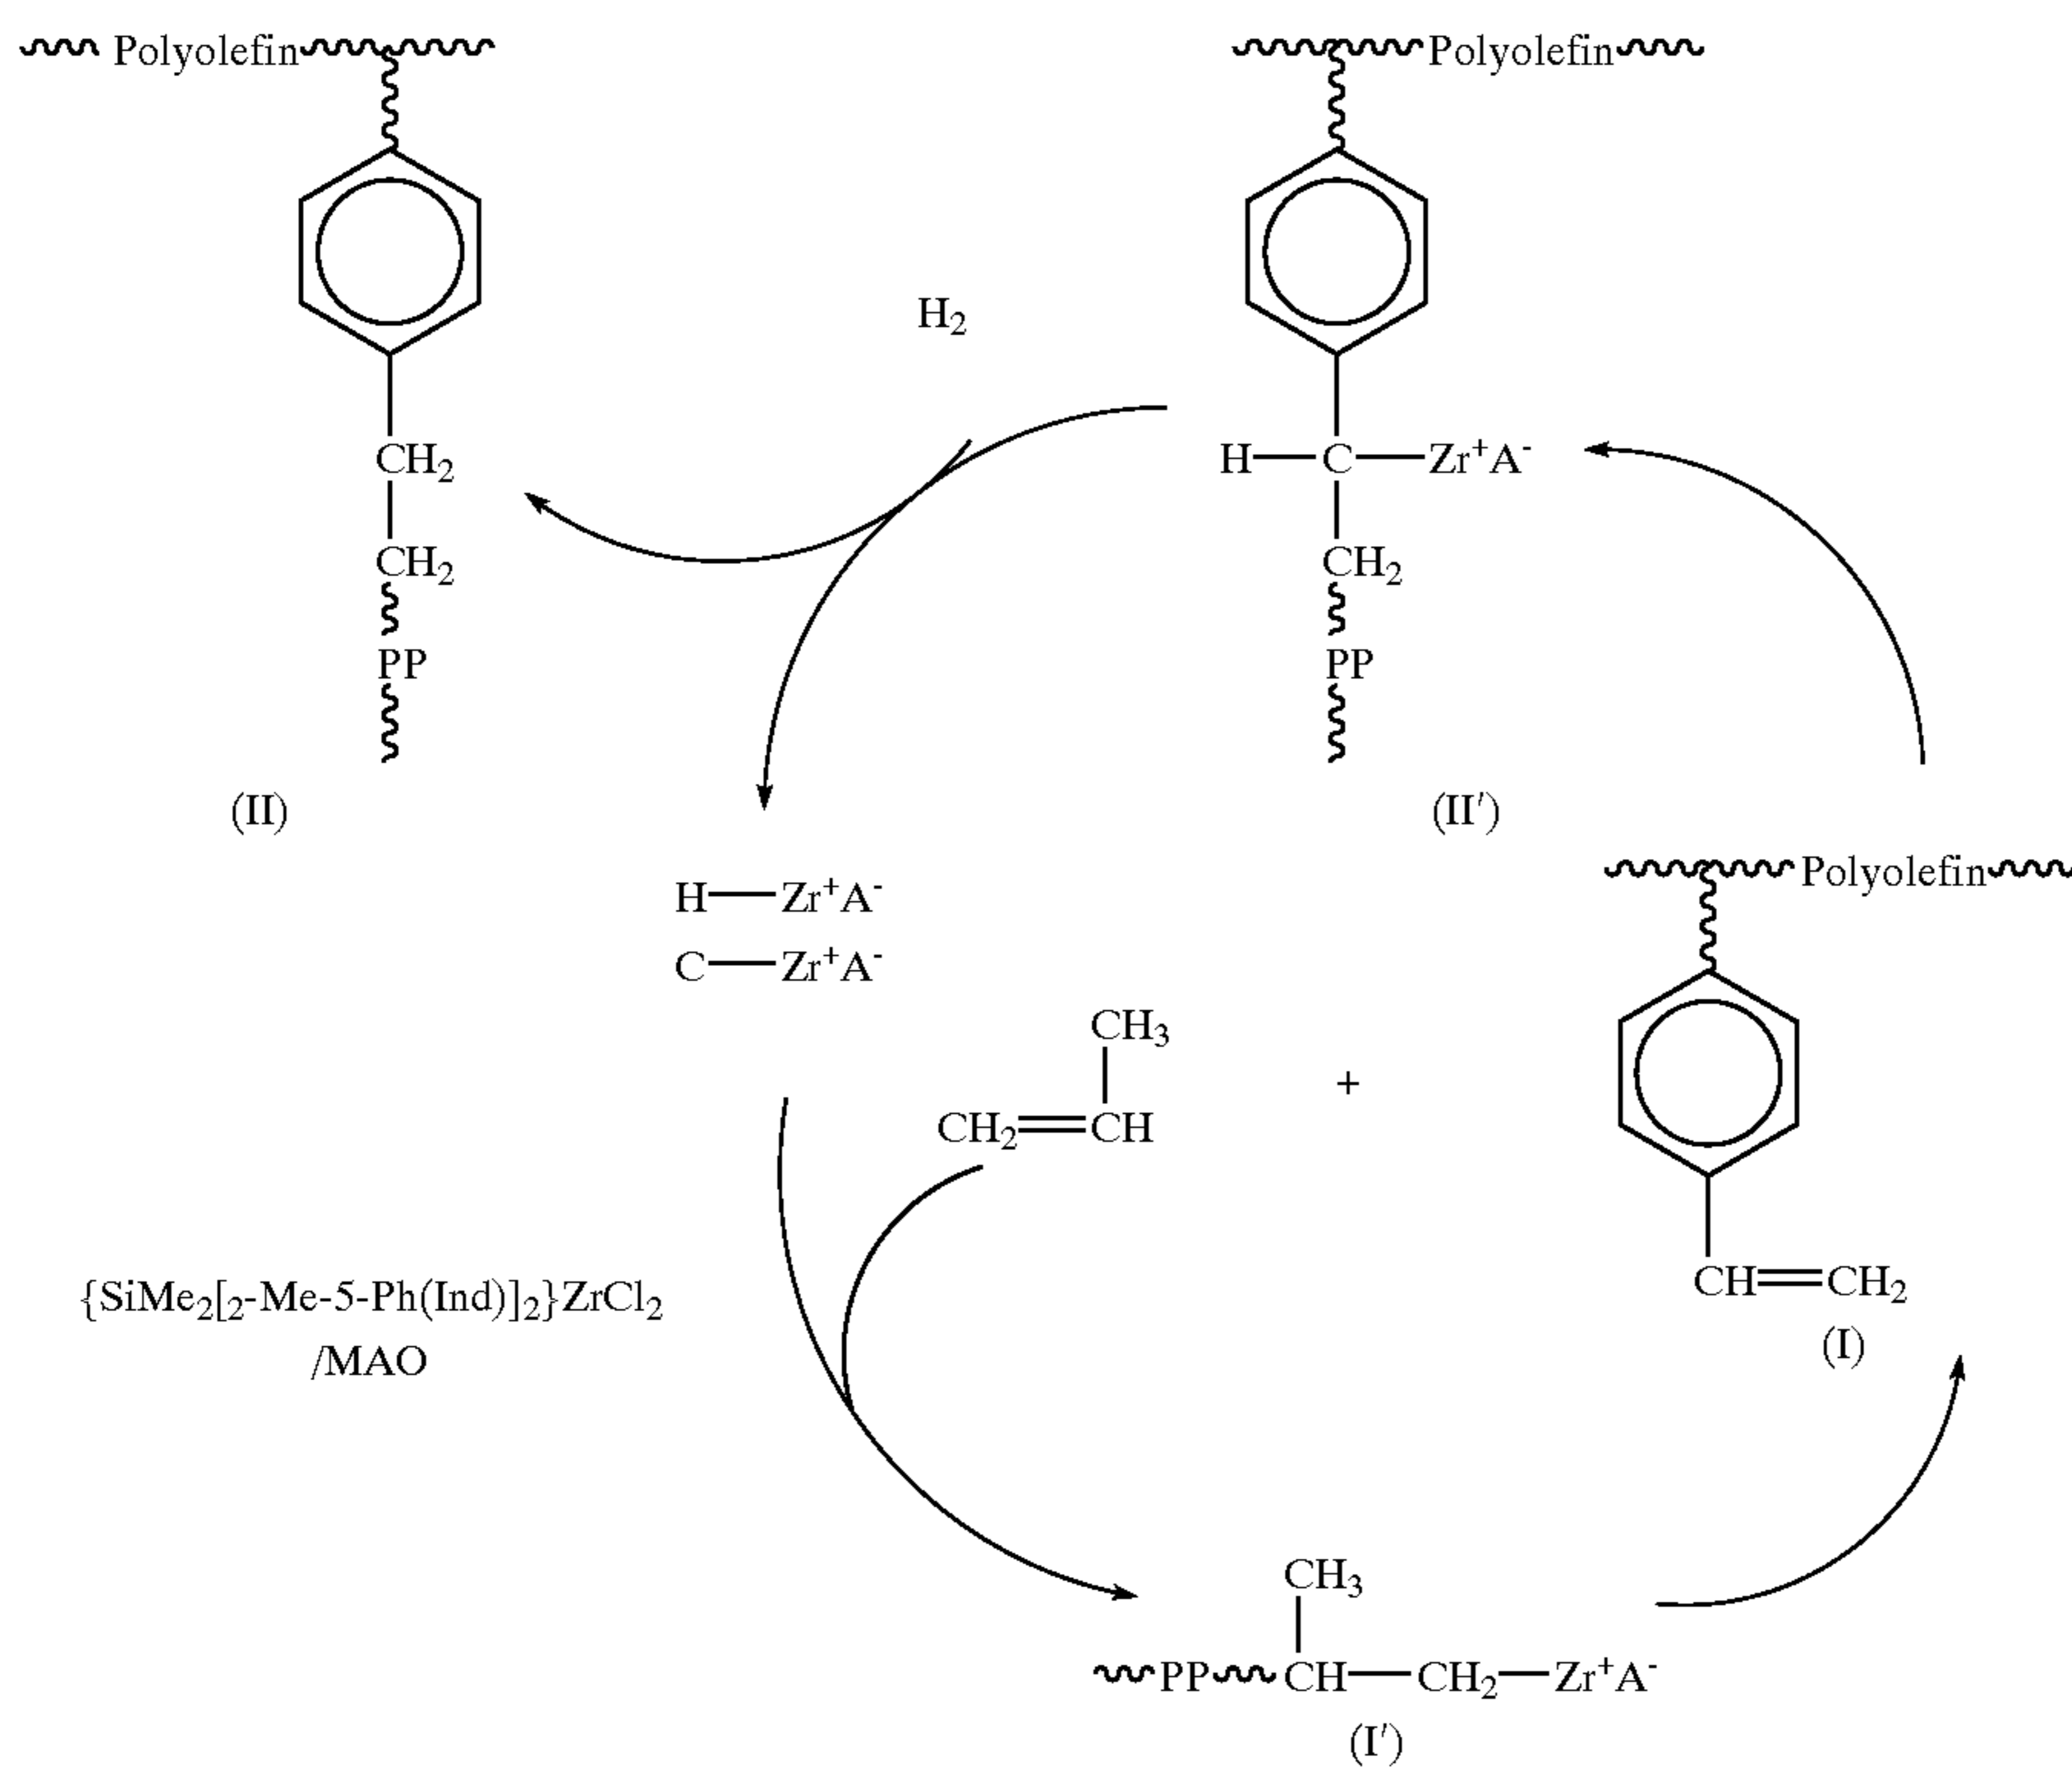 Polyolefin
Polyolefin
H₂
CH₂
H C Zr⁺A⁻
CH₂
CH₂
PP
PP
(II)
(II')
H Zr⁺A⁻
Polyolefin
C Zr⁺A⁻
CH₃
+
CH₂ CH
{SiMe₂[2-Me-5-Ph(Ind)]₂}ZrCl₂
/MAO
CH CH₂
(I)
CH₃
PP CH CH₂ Zr⁺A⁻
(I')